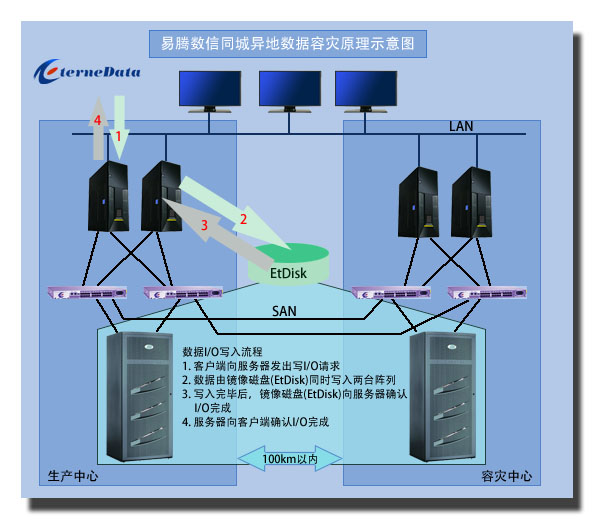 易腾数信同城异地数据容灾原理示意图
EterneData
LAN
4
1
2
3
EtDisk
SAN
数据I/O写入流程
1. 客户端向服务器发出写I/O请求
2. 数据由镜像磁盘(EtDisk)同时写入两台阵列
3. 写入完毕后，镜像磁盘(EtDisk)向服务器确认
I/O完成
4. 服务器向客户端确认I/O完成
100km以内
生产中心
容灾中心